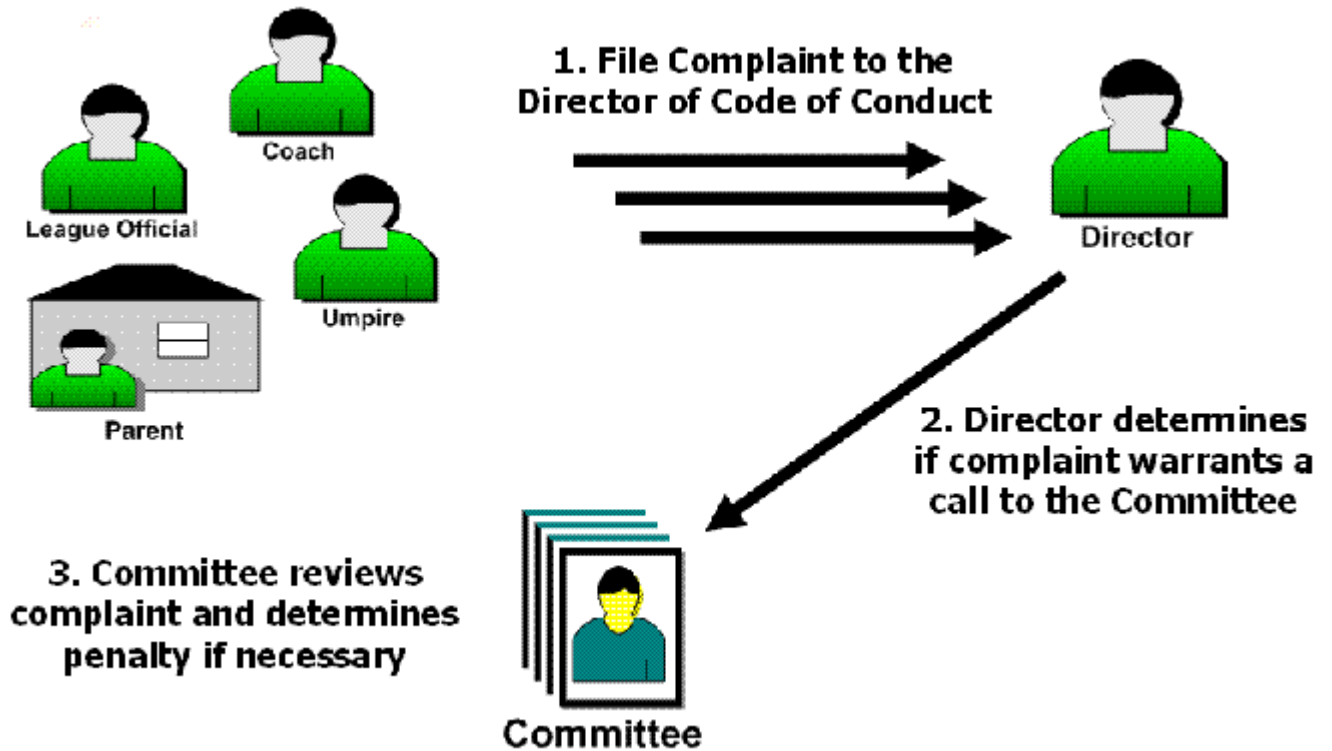 Coach
League Official
Umpire
Parent
1. File Complaint to the
Director of Code of Conduct
Director
2. Director determines
if complaint warrants a
call to the Committee
3. Committee reviews
complaint and determines
penalty if necessary
Committee